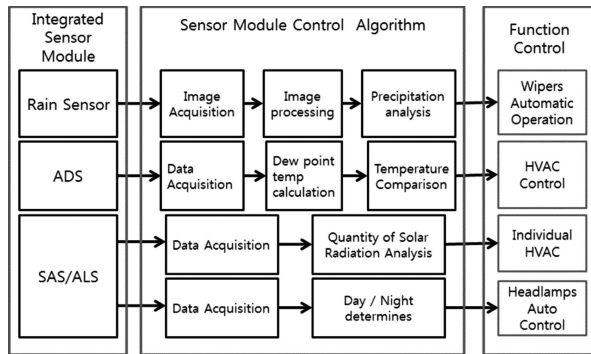 Integrated
Sensor
Module
Sensor Module Control Algorithm
Function
Control
Rain Sensor
Image
Acquisition
Image
processing
Precipitation
analysis
Wipers
Automatic
Operation
ADS
Data
Acquisition
Dew point
temp
calculation
Temperature
Comparison
HVAC
Control
SAS/ALS
Data Acquisition
Quantity of Solar
Radiation Analysis
Individual
HVAC
Data Acquisition
Day / Night
determines
Headlamps
Auto
Control